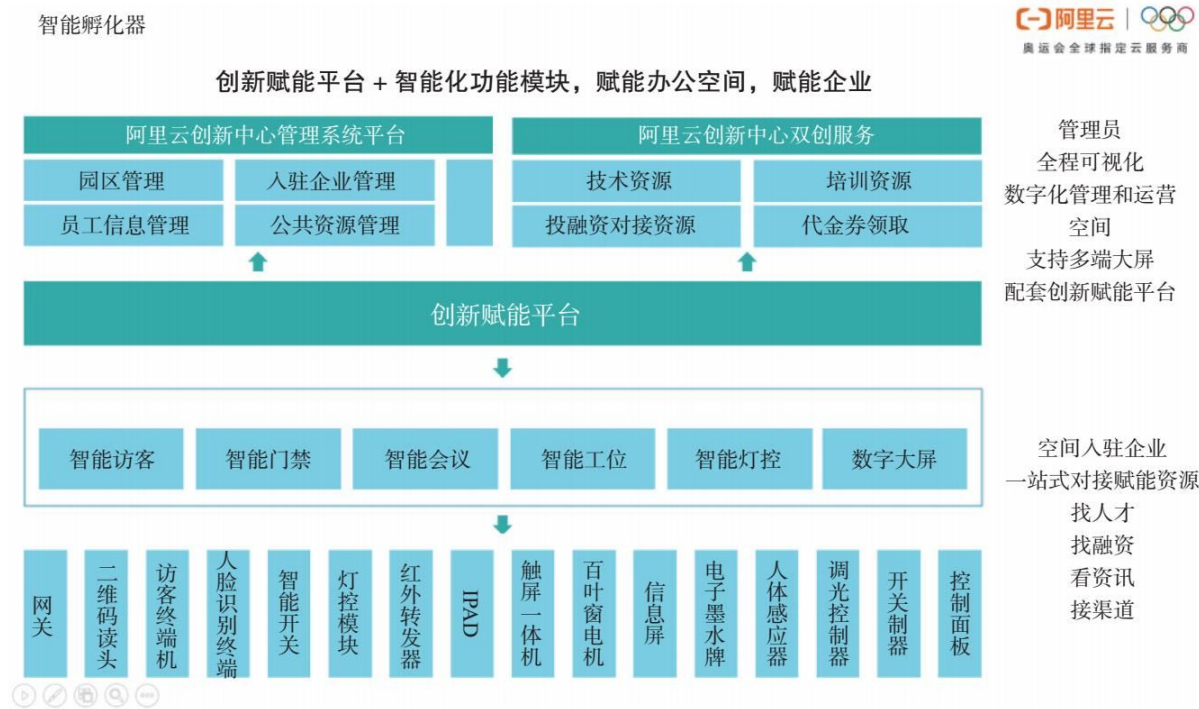 智能孵化器
阿里云
奥运会全球指定云服务商
创新赋能平台 + 智能化功能模块，赋能办公空间，赋能企业
阿里云创新中心管理系统平台
园区管理
入驻企业管理
员工信息管理
公共资源管理
阿里云创新中心双创服务
技术资源
培训资源
投融资对接资源
代金券领取
管理员
全程可视化
数字化管理和运营
空间
支持多端大屏
配套创新赋能平台
创新赋能平台
智能访客
智能门禁
智能会议
智能工位
智能灯控
数字大屏
空间入驻企业
一站式对接赋能资源
找人才
找融资
看资讯
接渠道
网关
二维码读头
访客终端机
人脸识别终端
智能开关
灯控模块
红外转发器
IPAD
触屏一体机
百叶窗电机
信息屏
电子墨水牌
人体感应器
调光控制器
开关制器
控制面板